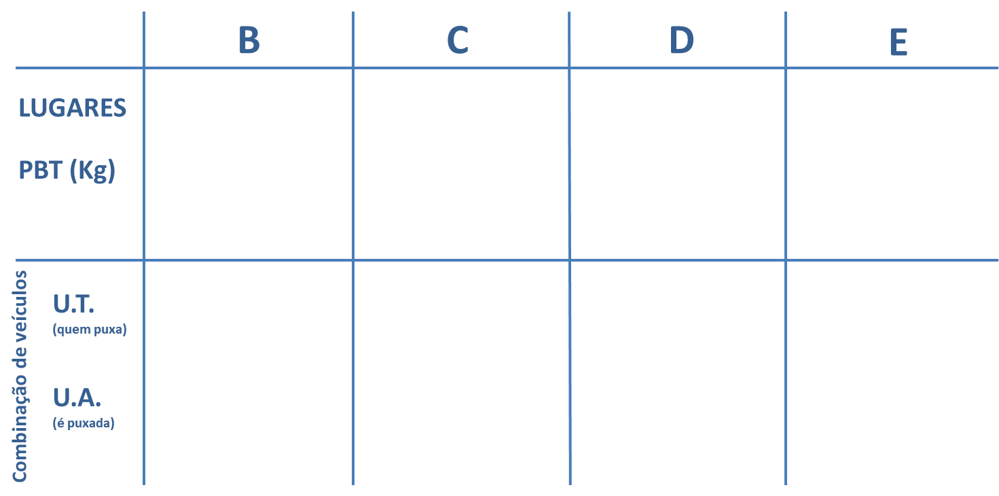 B C D E
LUGARES
PBT (Kg)
Combinação de veículos
U.T.
(quem puxa)
U.A.
(é puxada)